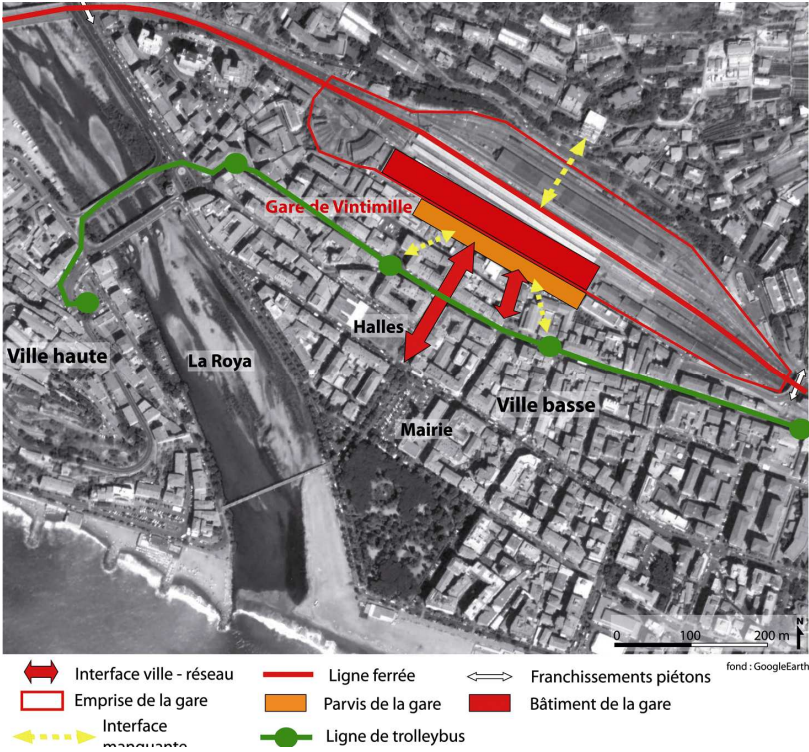 Gare de Vintimille
Halles
Ville haute
La Roya
Ville basse
Mairie
N
0 100 200 m
fond : GoogleEarth
Interface ville - réseau
Ligne ferrée
Franchissements piétons
Emprise de la gare
Parvis de la gare
Bâtiment de la gare
Interface
manquante
Ligne de trolleybus